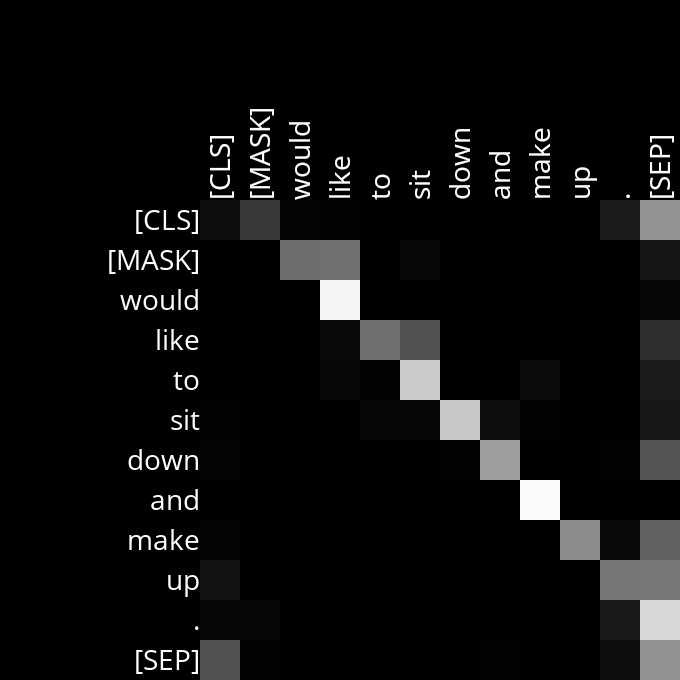 [CLS] [MASK] would like to sit down and make up . [SEP]
[CLS]
[MASK]
would
like
to
sit
down
and
make
up
.
[SEP]